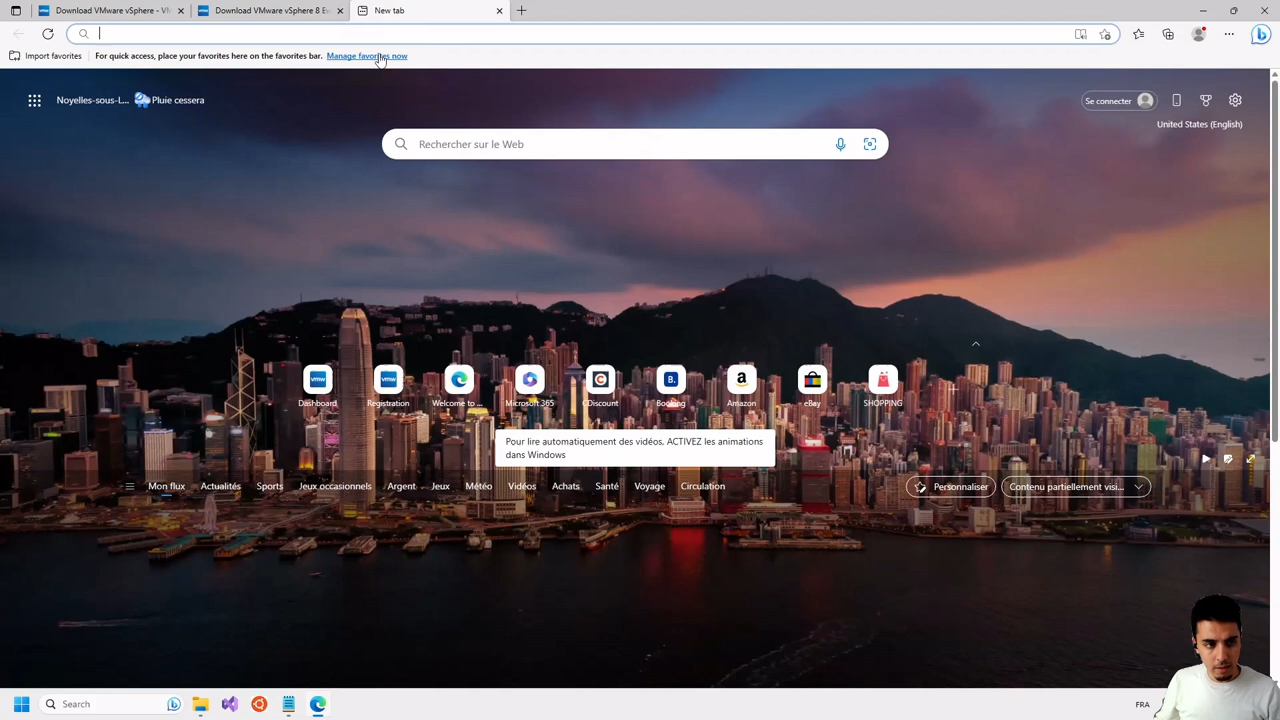 Download VMware vSphere - VM
Download VMware vSphere 8 Ev
New tab
Import favorites
For quick access, place your favorites here on the favorites bar. Manage favorites now
Noyelles-sous-L... Pluie cessera
Se connecter
United States (English)
Rechercher sur le Web
vmw
vmw
B.
a
Dashboard
Registration
Welcome to ...
Microsoft 365
CDiscount
Booking
Amazon
eBay
SHOPPING
Pour lire automatiquement des vidéos, ACTIVEZ les animations
dans Windows
Mon flux Actualités Sports Jeux occasionnels Argent Jeux Météo Vidéos Achats Santé Voyage Circulation
Personnaliser
Contenu partiellement visi...
Search
FRA